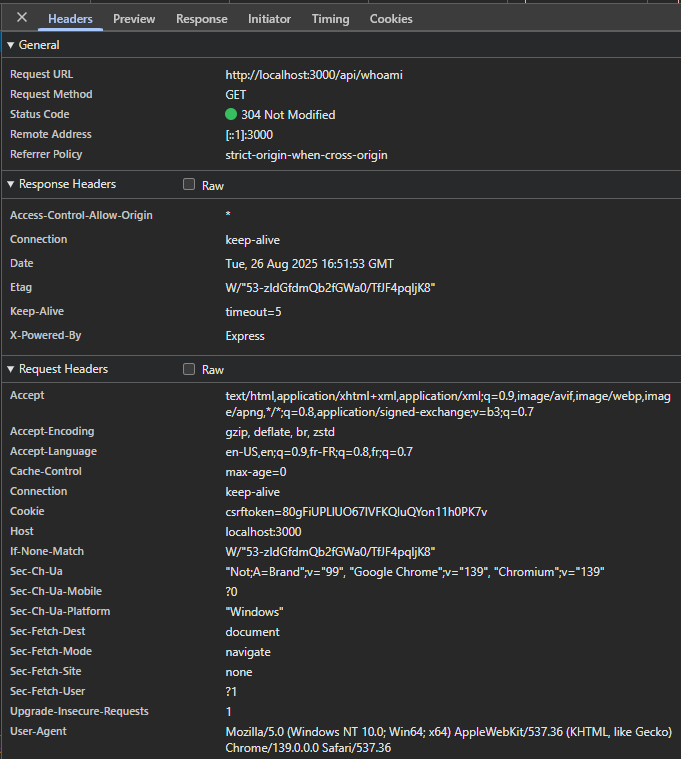 Headers Preview Response Initiator Timing Cookies
General
Request URL http://localhost:3000/api/whoami
Request Method GET
Status Code 304 Not Modified
Remote Address [::1]:3000
Referrer Policy strict-origin-when-cross-origin
Response Headers Raw
Access-Control-Allow-Origin *
Connection keep-alive
Date Tue, 26 Aug 2025 16:51:53 GMT
Etag W/"53-zIdGfdmQb2fGWa0/TfJF4pqIjK8"
Keep-Alive timeout=5
X-Powered-By Express
Request Headers Raw
Accept text/html,application/xhtml+xml,application/xml;q=0.9,image/avif,image/webp,imag
e/apng,*/*;q=0.8,application/signed-exchange;v=b3;q=0.7
Accept-Encoding gzip, deflate, br, zstd
Accept-Language en-US,en;q=0.9,fr-FR;q=0.8,fr;q=0.7
Cache-Control max-age=0
Connection keep-alive
Cookie csrftoken=80gFiUPLIUO67IVFKQluQYon11h0PK7v
Host localhost:3000
If-None-Match W/"53-zIdGfdmQb2fGWa0/TfJF4pqIjK8"
Sec-Ch-Ua "Not;A=Brand";v="99", "Google Chrome";v="139", "Chromium";v="139"
Sec-Ch-Ua-Mobile ?0
Sec-Ch-Ua-Platform "Windows"
Sec-Fetch-Dest document
Sec-Fetch-Mode navigate
Sec-Fetch-Site none
Sec-Fetch-User ?1
Upgrade-Insecure-Requests 1
User-Agent Mozilla/5.0 (Windows NT 10.0; Win64; x64) AppleWebKit/537.36 (KHTML, like Gecko)
Chrome/139.0.0.0 Safari/537.36